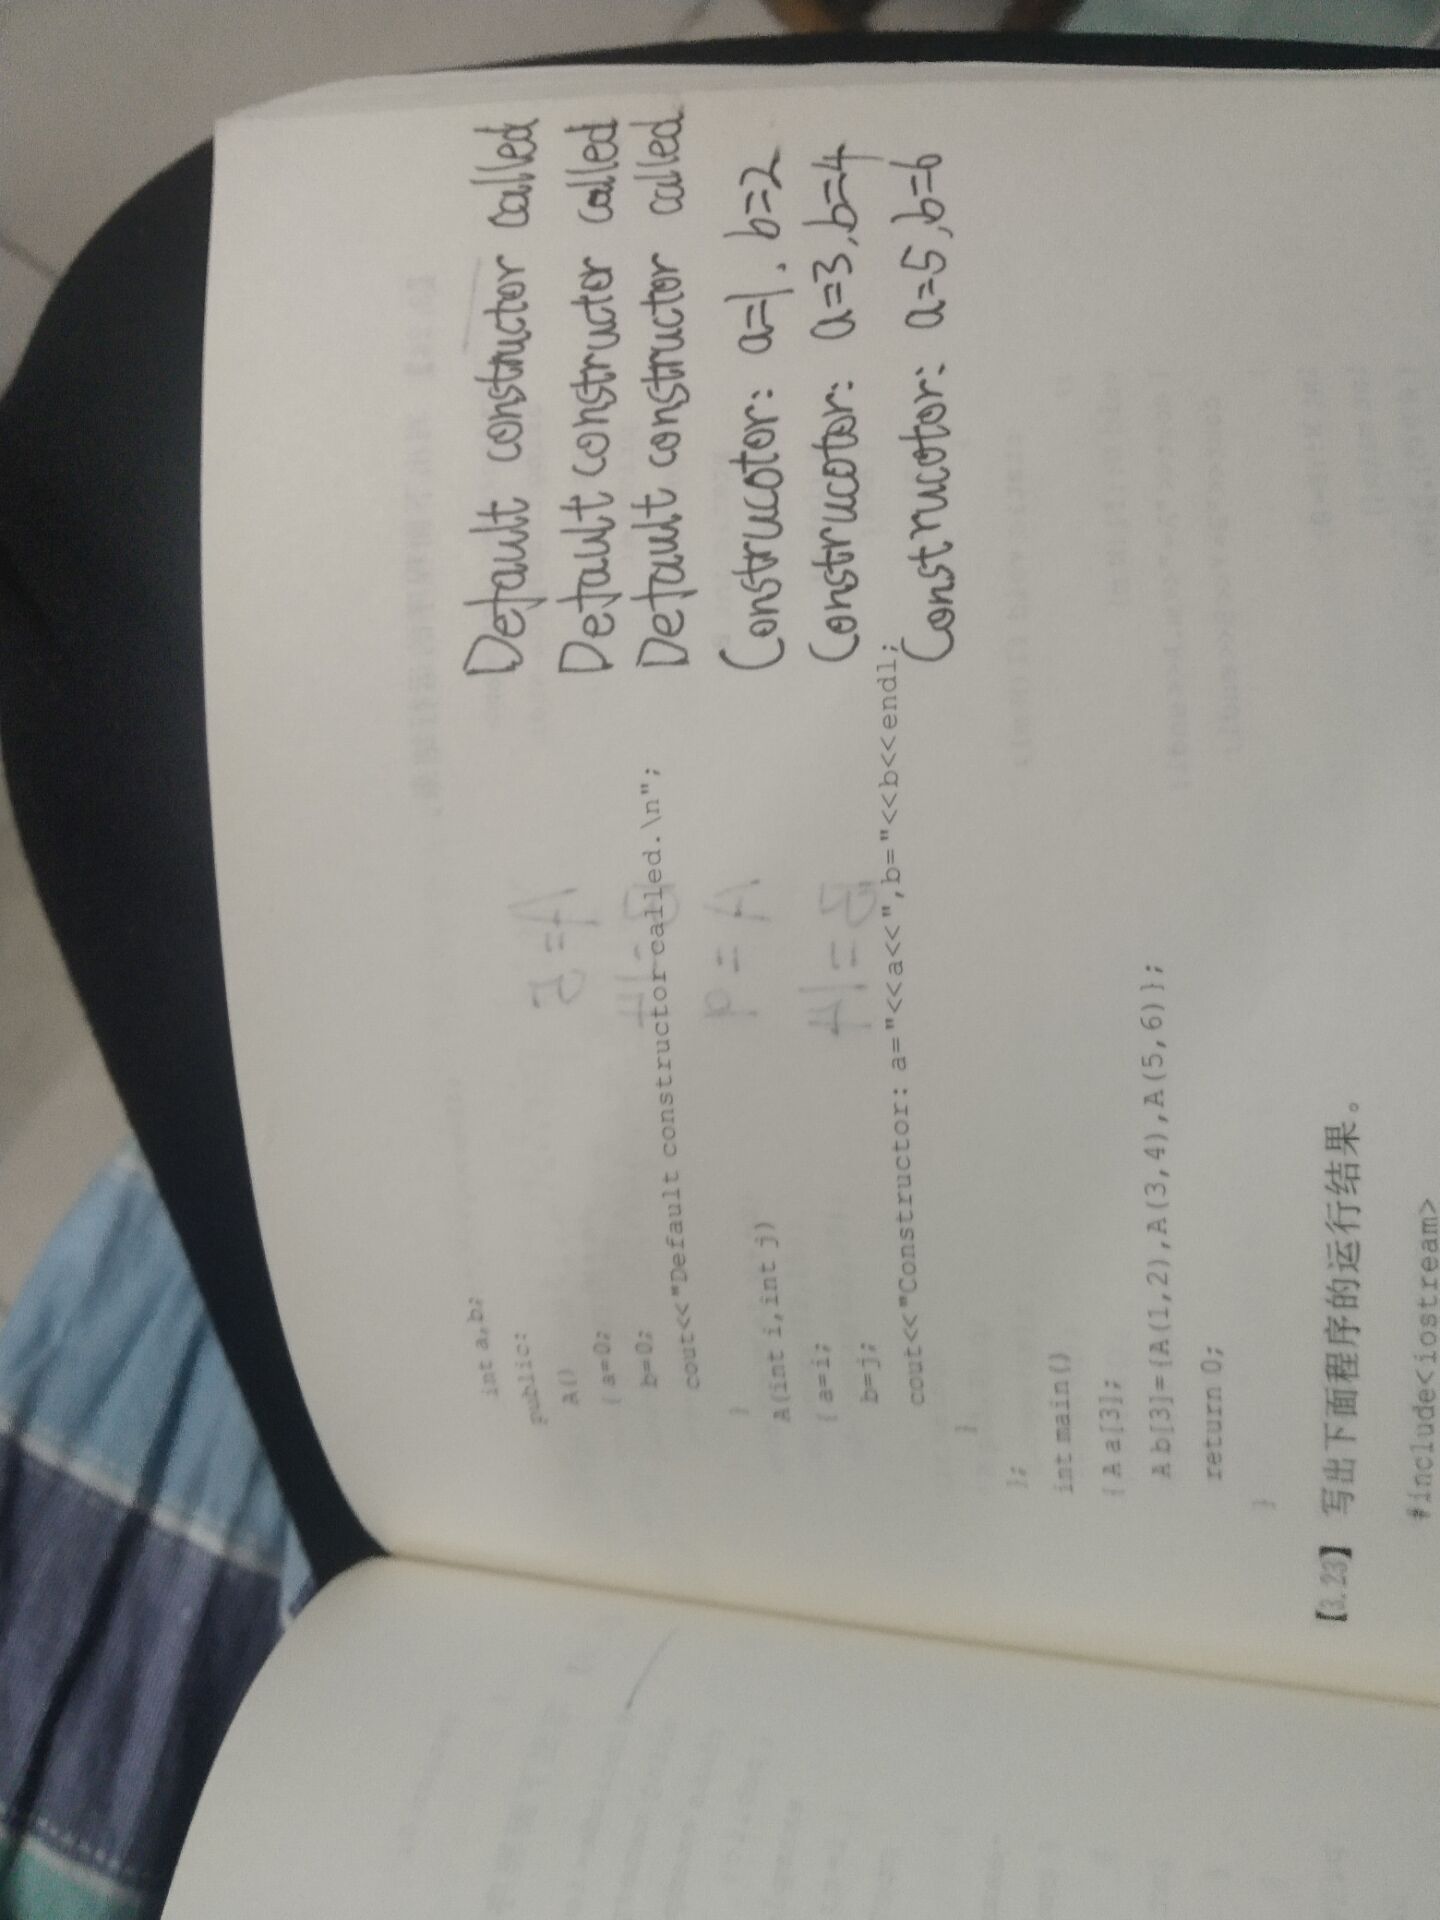 int a,b;
public:
A()
{ a=0;
b=0;
cout<<"Default constructor called.\n";
}
A(int i,int j)
{ a=i;
b=j;
cout<<"Constructor: a="<<a<<",b="<<b<<endl;
}
};
int main()
{ A a[3];
A b[3]={A(1,2),A(3,4),A(5,6)};
return 0;
}
【3.23】 写出下面程序的运行结果。
#include<iostream>
Default constructor called
Default constructor called
Default constructor called
Construcotor: a=1. b=2
Construcotor: a=3,b=4
Construcotor: a=5,b=6